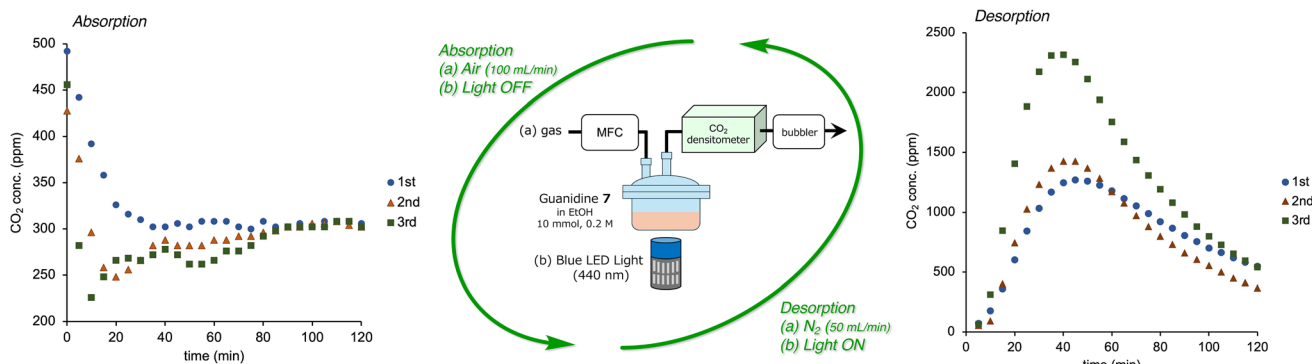 Absorption
500
450
400
350
300
250
200
CO₂ conc. (ppm)
0 20 40 60 80 100 120
time (min)
1st
2nd
3rd
Absorption
(a) Air (100 mL/min)
(b) Light OFF
(a) gas
MFC
CO₂
densitometer
bubbler
Guanidine 7
in EtOH
10 mmol, 0.2 M
(b) Blue LED Light
(440 nm)
Desorption
(a) N₂ (50 mL/min)
(b) Light ON
Desorption
2500
2000
1500
1000
500
0
CO₂ conc. (ppm)
0 20 40 60 80 100 120
1st
2nd
3rd
time (min)